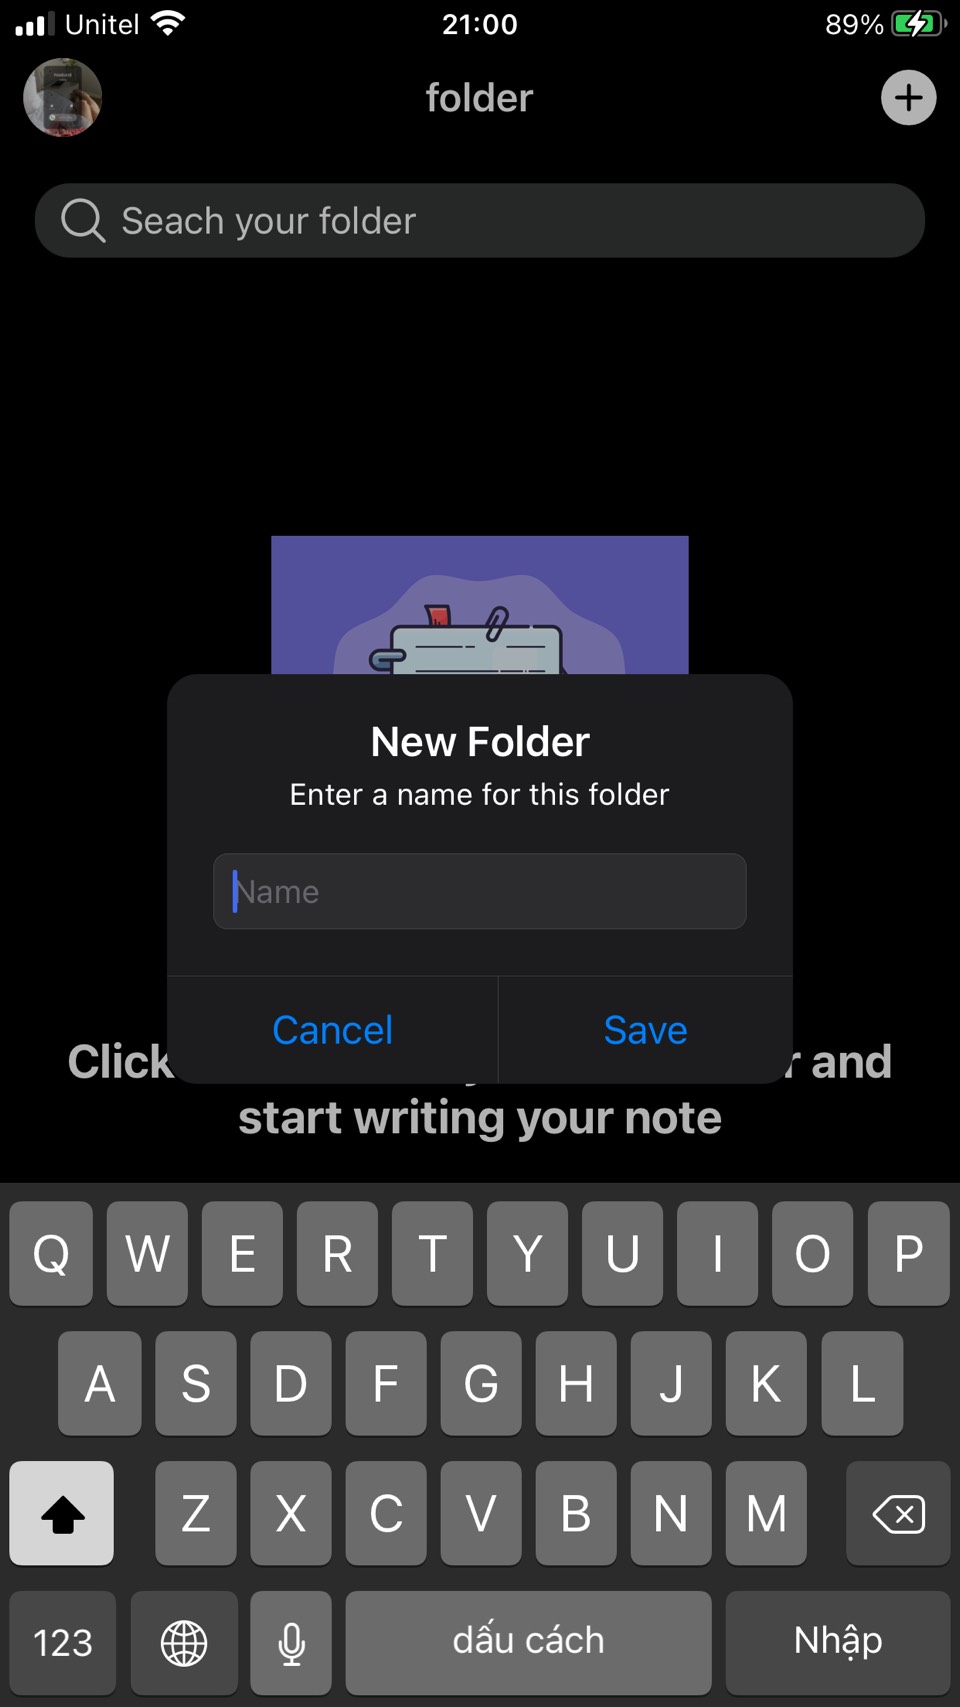 Unitel 21:00 89%
folder
Seach your folder
New Folder
Enter a name for this folder
Name
Cancel Save
Click and
start writing your note
Q W E R T Y U I O P
A S D F G H J K L
Z X C V B N M
123 dấu cách Nhập